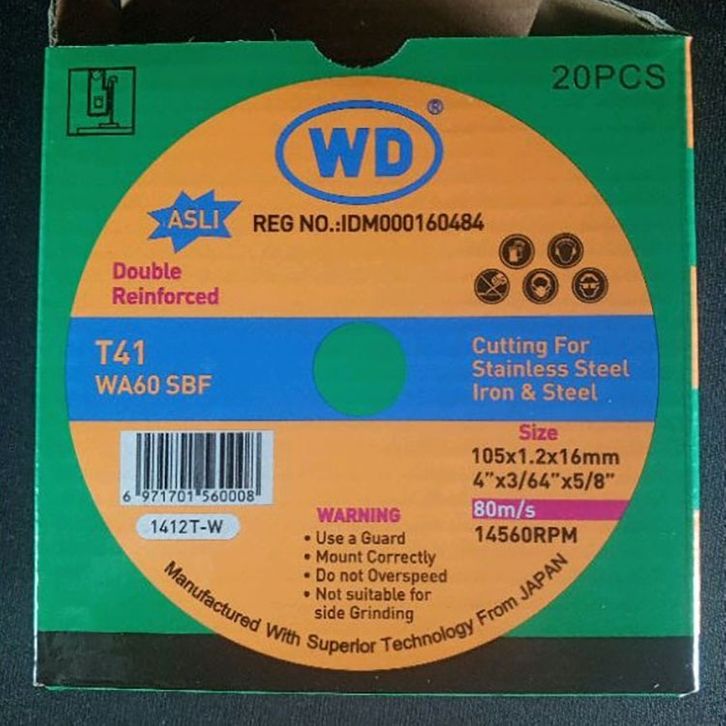 20PCS
WD®
ASLI
REG NO.:IDM000160484
Double
Reinforced
T41
WA60 SBF
Cutting For
Stainless Steel
Iron & Steel
Size
105x1.2x16mm
4"x3/64"x5/8"
80m/s
14560RPM
6 971701 560008
1412T-W
WARNING
• Use a Guard
• Mount Correctly
• Do not Overspeed
• Not suitable for
side Grinding
Manufactured With Superior Technology From JAPAN